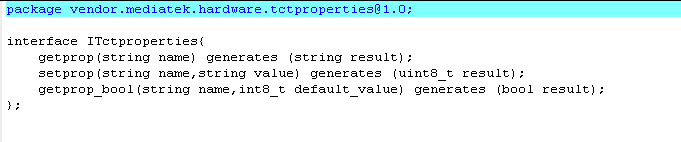 package vendor.mediatek.hardware.tctproperties@1.0;
interface ITctproperties{
getprop(string name) generates (string result);
setprop(string name,string value) generates (uint8_t result);
getprop_bool(string name,int8_t default_value) generates (bool result);
};